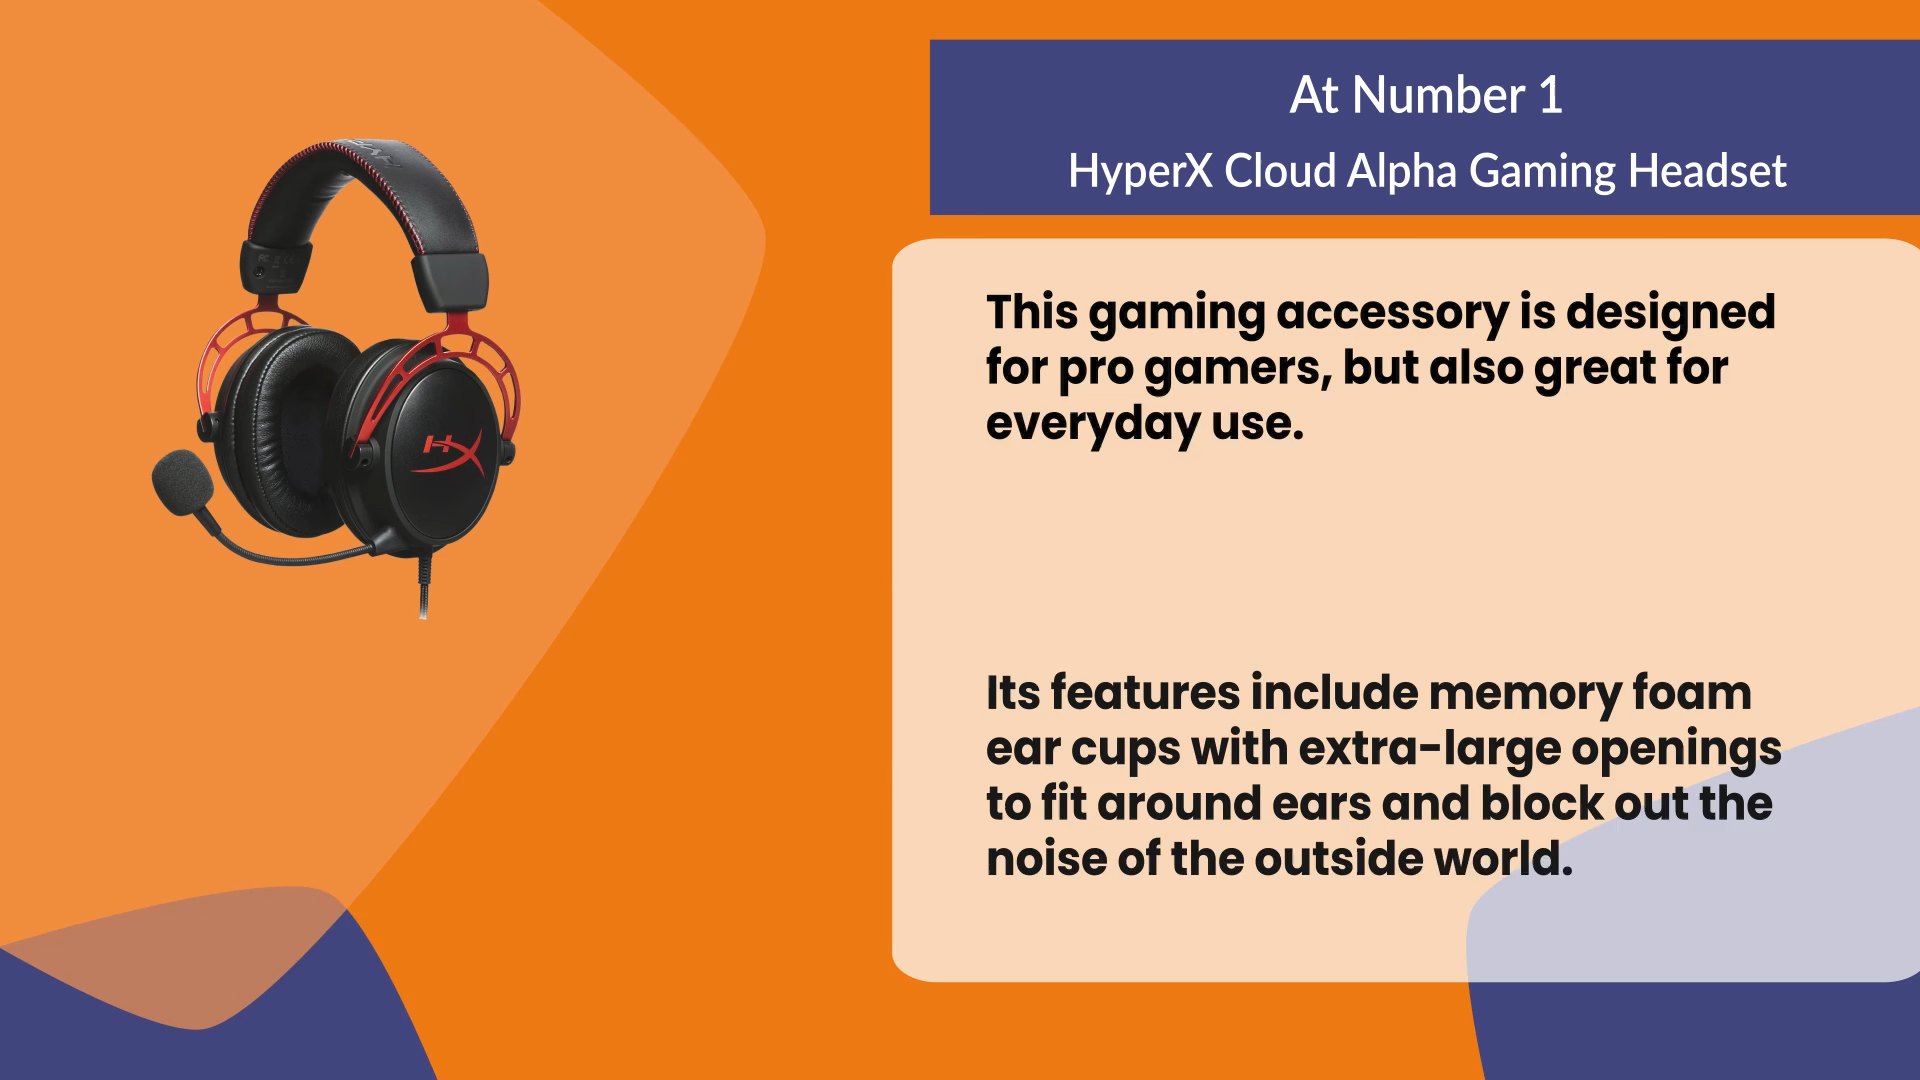 At Number 1
HyperX Cloud Alpha Gaming Headset
This gaming accessory is designed
for pro gamers, but also great for
everyday use.
Its features include memory foam
ear cups with extra-large openings
to fit around ears and block out the
noise of the outside world.
HX